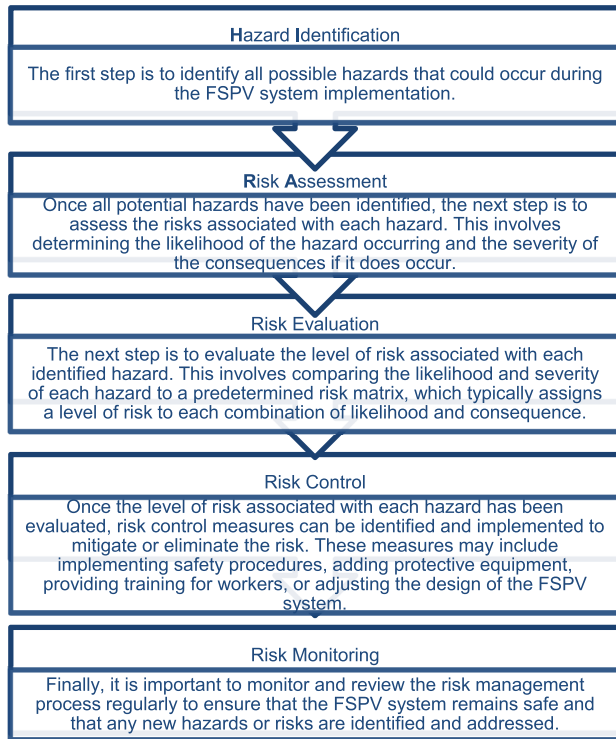 Hazard Identification
The first step is to identify all possible hazards that could occur during
the FSPV system implementation.
Risk Assessment
Once all potential hazards have been identified, the next step is to
assess the risks associated with each hazard. This involves
determining the likelihood of the hazard occurring and the severity of
the consequences if it does occur.
Risk Evaluation
The next step is to evaluate the level of risk associated with each
identified hazard. This involves comparing the likelihood and severity
of each hazard to a predetermined risk matrix, which typically assigns
a level of risk to each combination of likelihood and consequence.
Risk Control
Once the level of risk associated with each hazard has been
evaluated, risk control measures can be identified and implemented to
mitigate or eliminate the risk. These measures may include
implementing safety procedures, adding protective equipment,
providing training for workers, or adjusting the design of the FSPV
system.
Risk Monitoring
Finally, it is important to monitor and review the risk management
process regularly to ensure that the FSPV system remains safe and
that any new hazards or risks are identified and addressed.